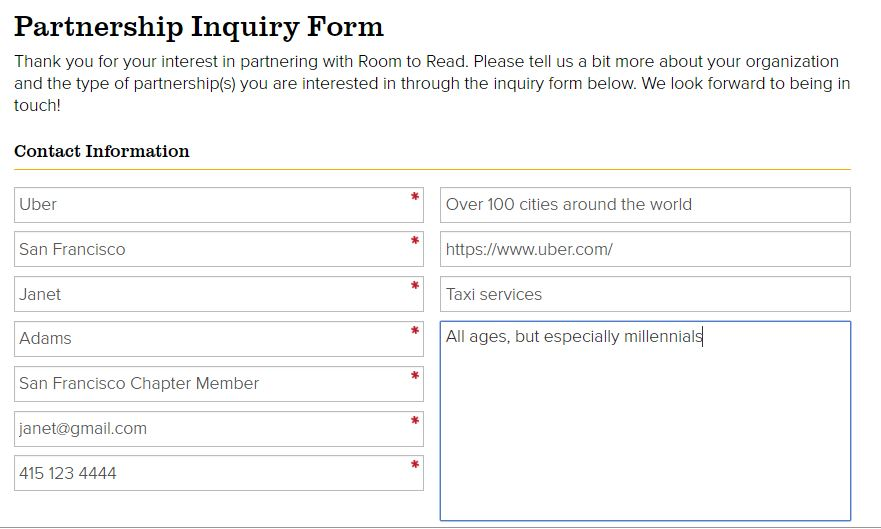 Partnership Inquiry Form
Thank you for your interest in partnering with Room to Read. Please tell us a bit more about your organization
and the type of partnership(s) you are interested in through the inquiry form below. We look forward to being in
touch!
Contact Information
Uber *
San Francisco *
Janet *
Adams *
San Francisco Chapter Member *
janet@gmail.com *
415 123 4444 *
Over 100 cities around the world
https://www.uber.com/
Taxi services
All ages, but especially millennials